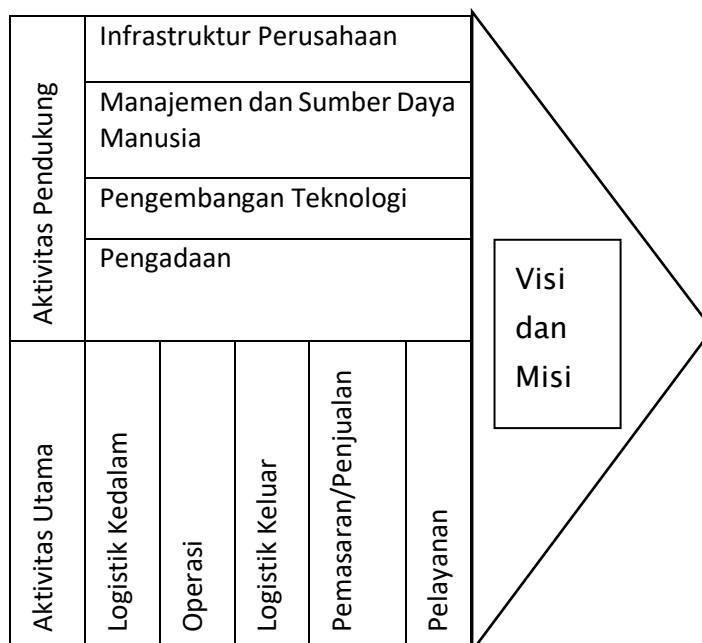 Aktivitas Pendukung
Infrastruktur Perusahaan
Manajemen dan Sumber Daya
Manusia
Pengembangan Teknologi
Pengadaan
Visi
dan
Misi
Aktivitas Utama
Logistik Kedalam
Operasi
Logistik Keluar
Pemasaran/Penjualan
Pelayanan